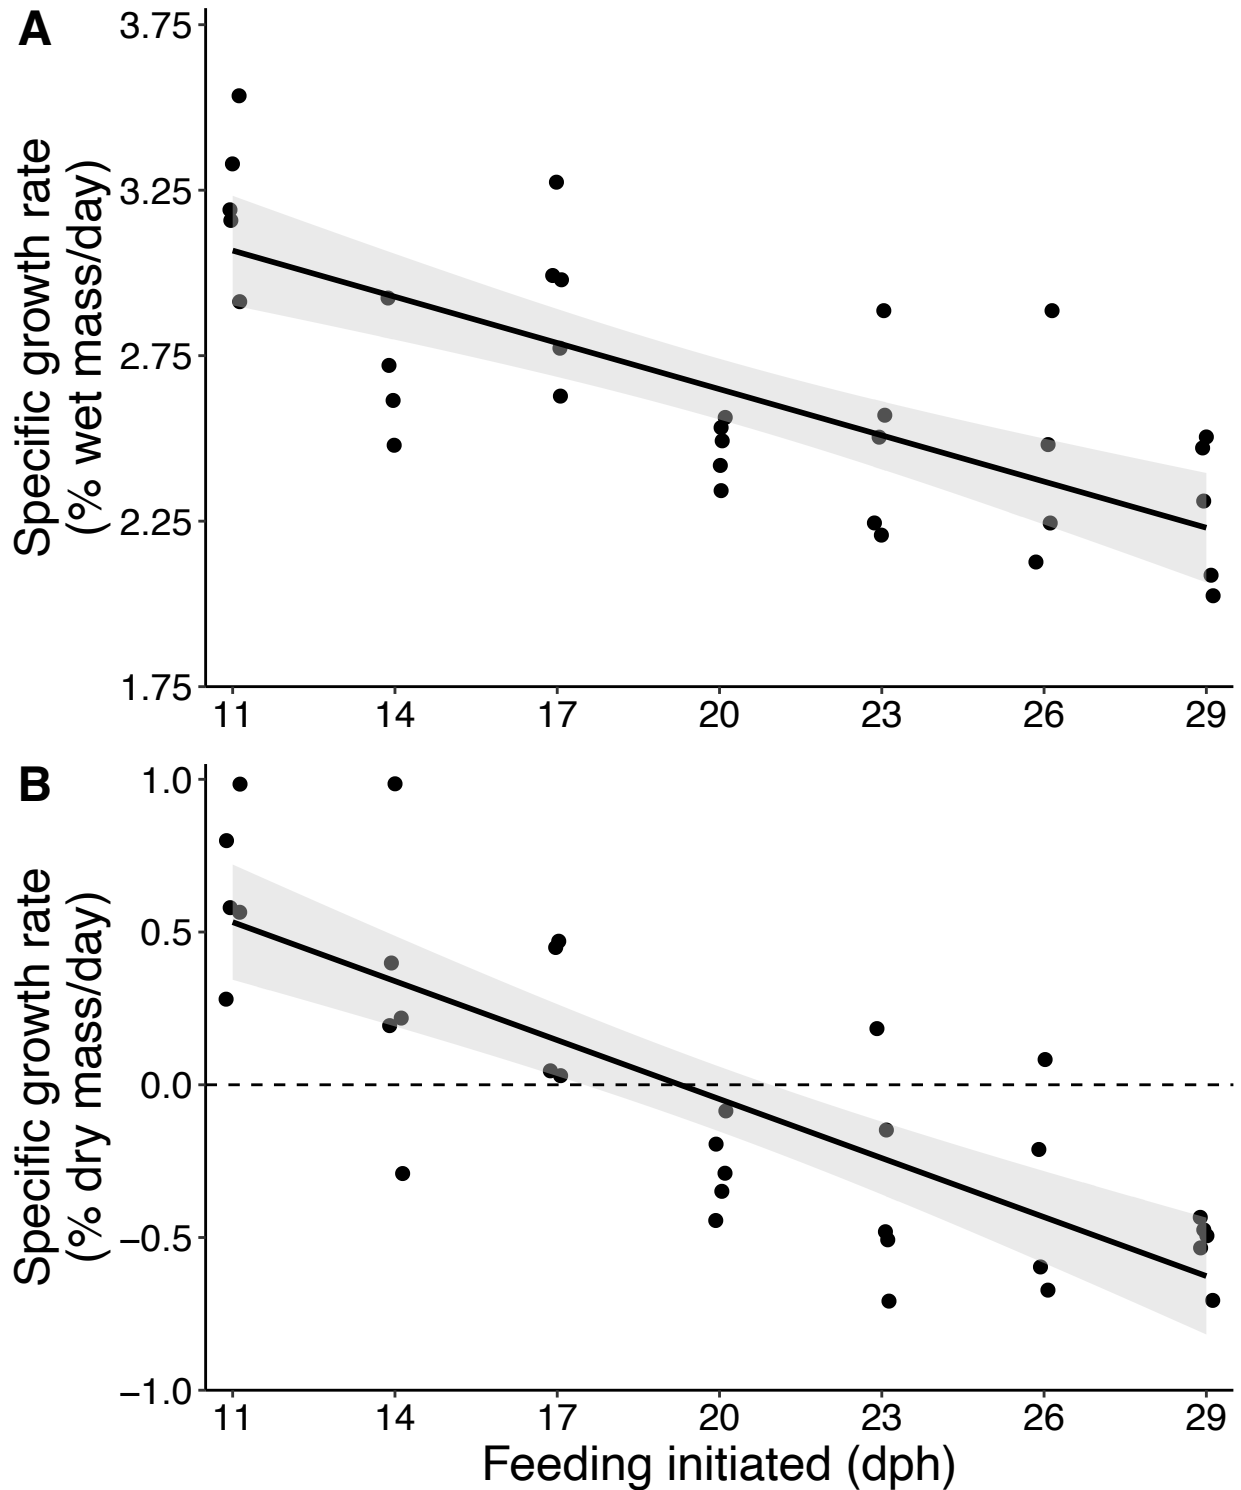 A
Specific growth rate
(% wet mass/day)
3.75
3.25
2.75
2.25
1.75
11 14 17 20 23 26 29
B
Specific growth rate
(% dry mass/day)
1.0
0.5
0.0
−0.5
−1.0
11 14 17 20 23 26 29
Feeding initiated (dph)